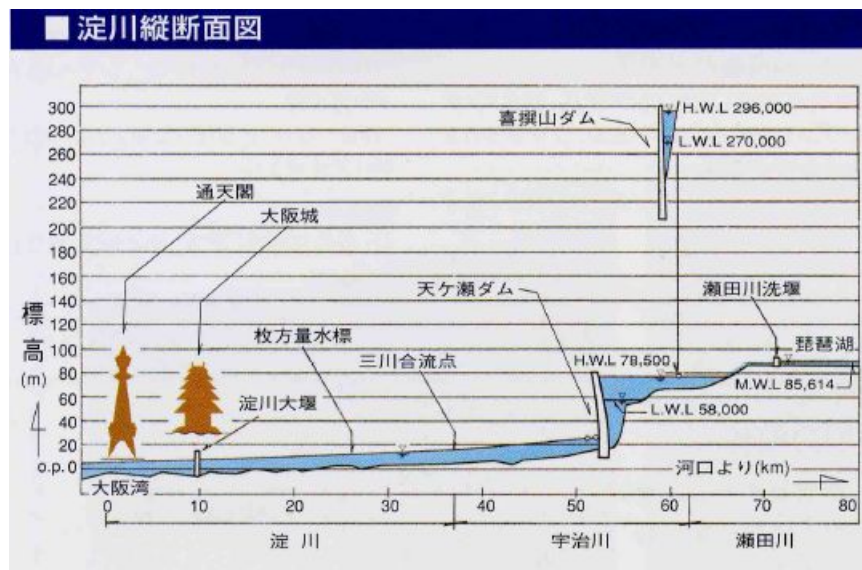 ■ 淀川縦断面図
300
280
260
240
220
200
180
160
140
120
100
80
60
40
20
o.p. 0
標高
(m)
喜撰山ダム
H.W.L 296,000
L.W.L 270,000
通天閣
大阪城
天ケ瀬ダム
瀬田川洗堰
枚方量水標
三川合流点
琵琶湖
H.W.L 78,500
M.W.L 85,614
淀川大堰
L.W.L 58,000
河口より(km)
大阪湾
0 10 20 30 40 50 60 70 80
淀川 宇治川 瀬田川